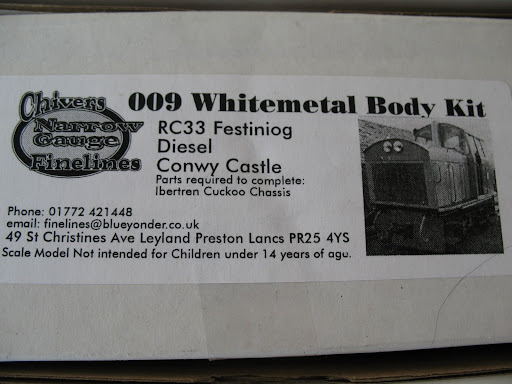 Chivers
Narrow
Gauge
Finelines
009 Whitemetal Body Kit
RC33 Festiniog
Diesel
Conwy Castle
Parts required to complete:
Ibertren Cuckoo Chassis
Phone: 01772 421448
email: finelines@blueyonder.co.uk
49 St Christines Ave Leyland Preston Lancs PR25 4YS
Scale Model Not intended for Children under 14 years of agu.